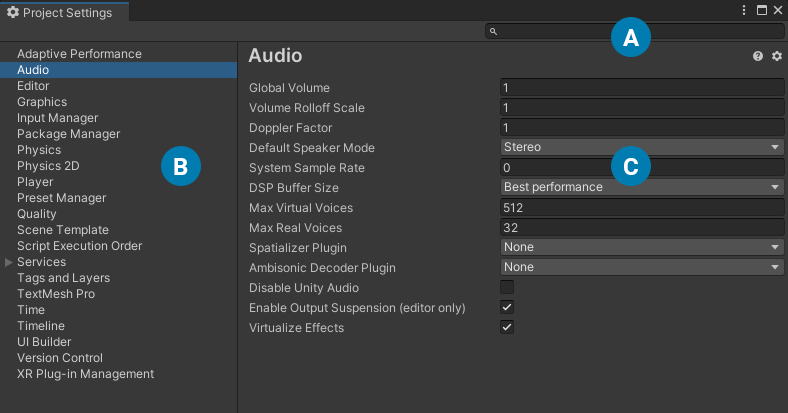 Project Settings
A
Adaptive Performance
Audio
Editor
Graphics
Input Manager
Package Manager
Physics
Physics 2D
Player
Preset Manager
Quality
Scene Template
Script Execution Order
Services
Tags and Layers
TextMesh Pro
Time
Timeline
UI Builder
Version Control
XR Plug-in Management
B
Audio
Global Volume 1
Volume Rolloff Scale 1
Doppler Factor 1
Default Speaker Mode Stereo
System Sample Rate 0
C
DSP Buffer Size Best performance
Max Virtual Voices 512
Max Real Voices 32
Spatializer Plugin None
Ambisonic Decoder Plugin None
Disable Unity Audio
Enable Output Suspension (editor only)
Virtualize Effects